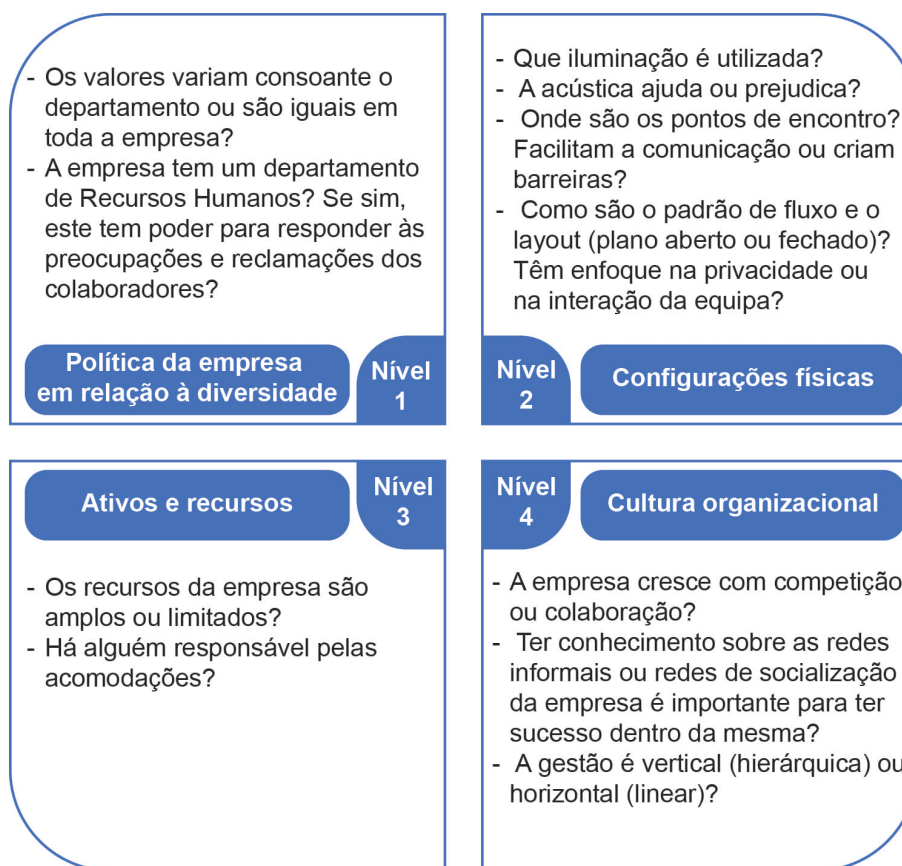 - Os valores variam consoante o
departamento ou são iguais em
toda a empresa?
- A empresa tem um departamento
de Recursos Humanos? Se sim,
este tem poder para responder às
preocupações e reclamações dos
colaboradores?
Política da empresa
em relação à diversidade
Nível
1
- Que iluminação é utilizada?
- A acústica ajuda ou prejudica?
- Onde são os pontos de encontro?
Facilitam a comunicação ou criam
barreiras?
- Como são o padrão de fluxo e o
layout (plano aberto ou fechado)?
Têm enfoque na privacidade ou
na interação da equipa?
Nível
2
Configurações físicas
Ativos e recursos
Nível
3
- Os recursos da empresa são
amplos ou limitados?
- Há alguém responsável pelas
acomodações?
Nível
4
Cultura organizacional
- A empresa cresce com competição
ou colaboração?
- Ter conhecimento sobre as redes
informais ou redes de socialização
da empresa é importante para ter
sucesso dentro da mesma?
- A gestão é vertical (hierárquica) ou
horizontal (linear)?